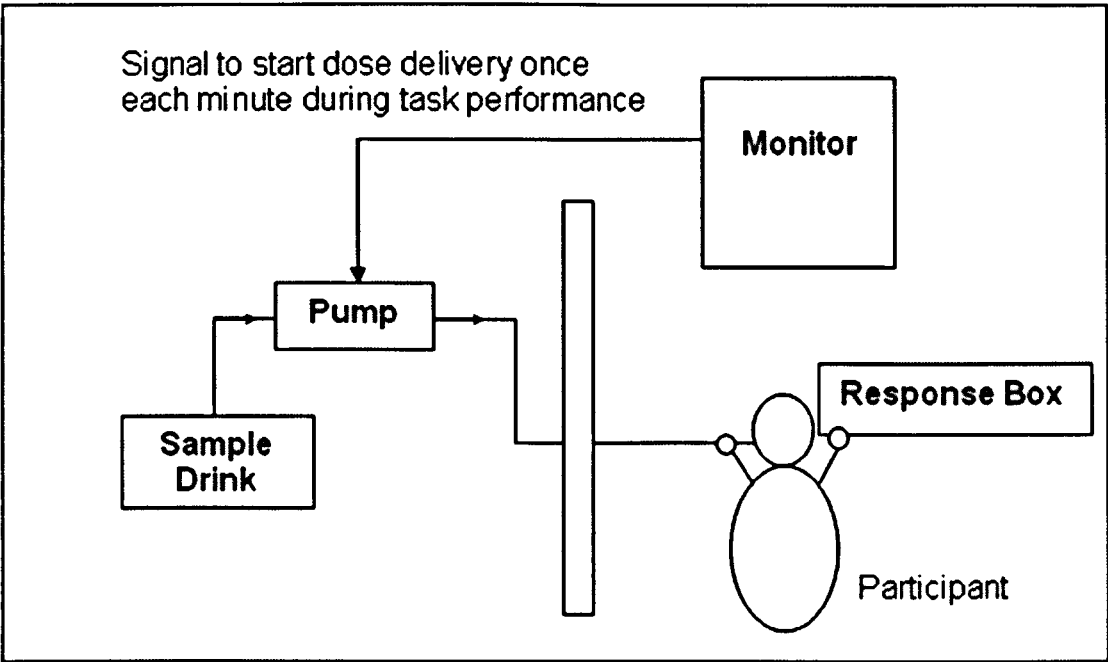 Signal to start dose delivery once
each minute during task performance
Monitor
Pump
Response Box
Sample
Drink
Participant